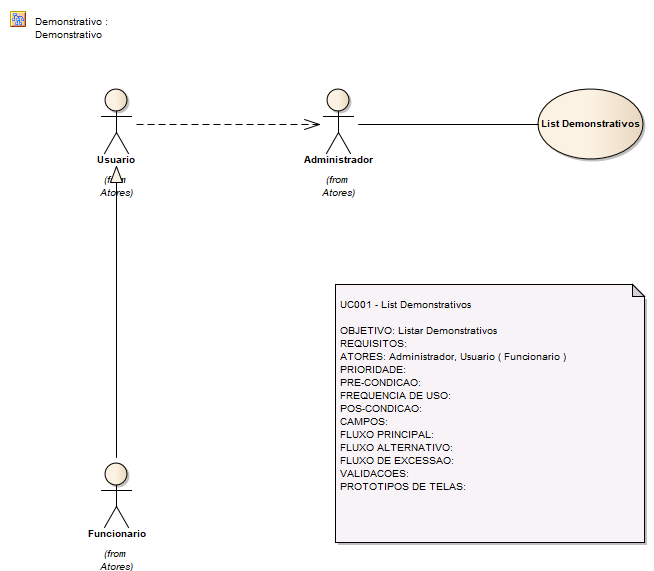 Demonstrativo :
Demonstrativo
Usuario
(from
Atores)
Administrador
(from
Atores)
List Demonstrativos
UC001 - List Demonstrativos
OBJETIVO: Listar Demonstrativos
REQUISITOS:
ATORES: Administrador, Usuario ( Funcionario )
PRIORIDADE:
PRE-CONDICAO:
FREQUENCIA DE USO:
POS-CONDICAO:
CAMPOS:
FLUXO PRINCIPAL:
FLUXO ALTERNATIVO:
FLUXO DE EXCESSAO:
VALIDACOES:
PROTOTIPOS DE TELAS:
Funcionario
(from
Atores)